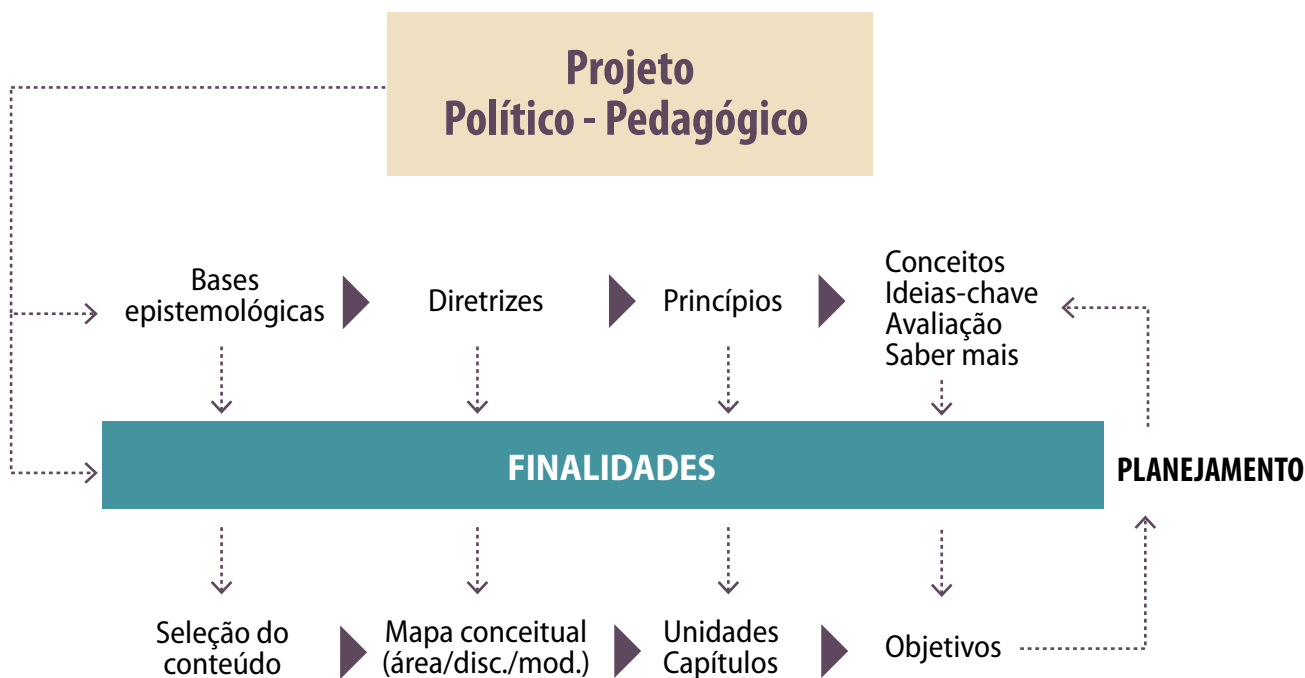 Projeto
Político - Pedagógico
Bases
epistemológicas
Diretrizes
Princípios
Conceitos
Ideias-chave
Avaliação
Saber mais
FINALIDADES
PLANEJAMENTO
Seleção do
conteúdo
Mapa conceitual
(área/disc./mod.)
Unidades
Capítulos
Objetivos